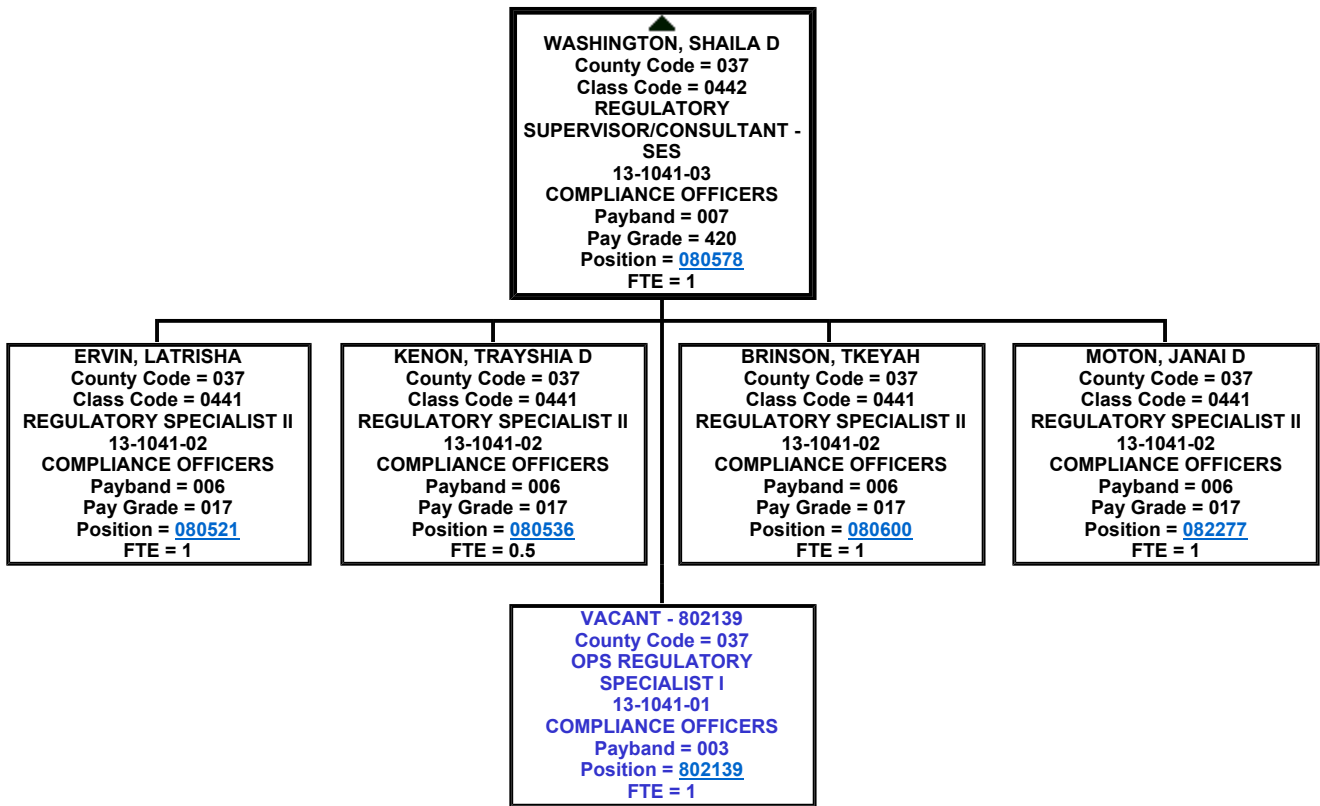 WASHINGTON, SHAILA D
County Code = 037
Class Code = 0442
REGULATORY
SUPERVISOR/CONSULTANT -
SES
13-1041-03
COMPLIANCE OFFICERS
Payband = 007
Pay Grade = 420
Position = 080578
FTE = 1
ERVIN, LATRISHA
County Code = 037
Class Code = 0441
REGULATORY SPECIALIST II
13-1041-02
COMPLIANCE OFFICERS
Payband = 006
Pay Grade = 017
Position = 080521
FTE = 1
KENON, TRAYSHIA D
County Code = 037
Class Code = 0441
REGULATORY SPECIALIST II
13-1041-02
COMPLIANCE OFFICERS
Payband = 006
Pay Grade = 017
Position = 080536
FTE = 0.5
BRINSON, TKEYAH
County Code = 037
Class Code = 0441
REGULATORY SPECIALIST II
13-1041-02
COMPLIANCE OFFICERS
Payband = 006
Pay Grade = 017
Position = 080600
FTE = 1
MOTON, JANAI D
County Code = 037
Class Code = 0441
REGULATORY SPECIALIST II
13-1041-02
COMPLIANCE OFFICERS
Payband = 006
Pay Grade = 017
Position = 082277
FTE = 1
VACANT - 802139
County Code = 037
OPS REGULATORY
SPECIALIST I
13-1041-01
COMPLIANCE OFFICERS
Payband = 003
Position = 802139
FTE = 1